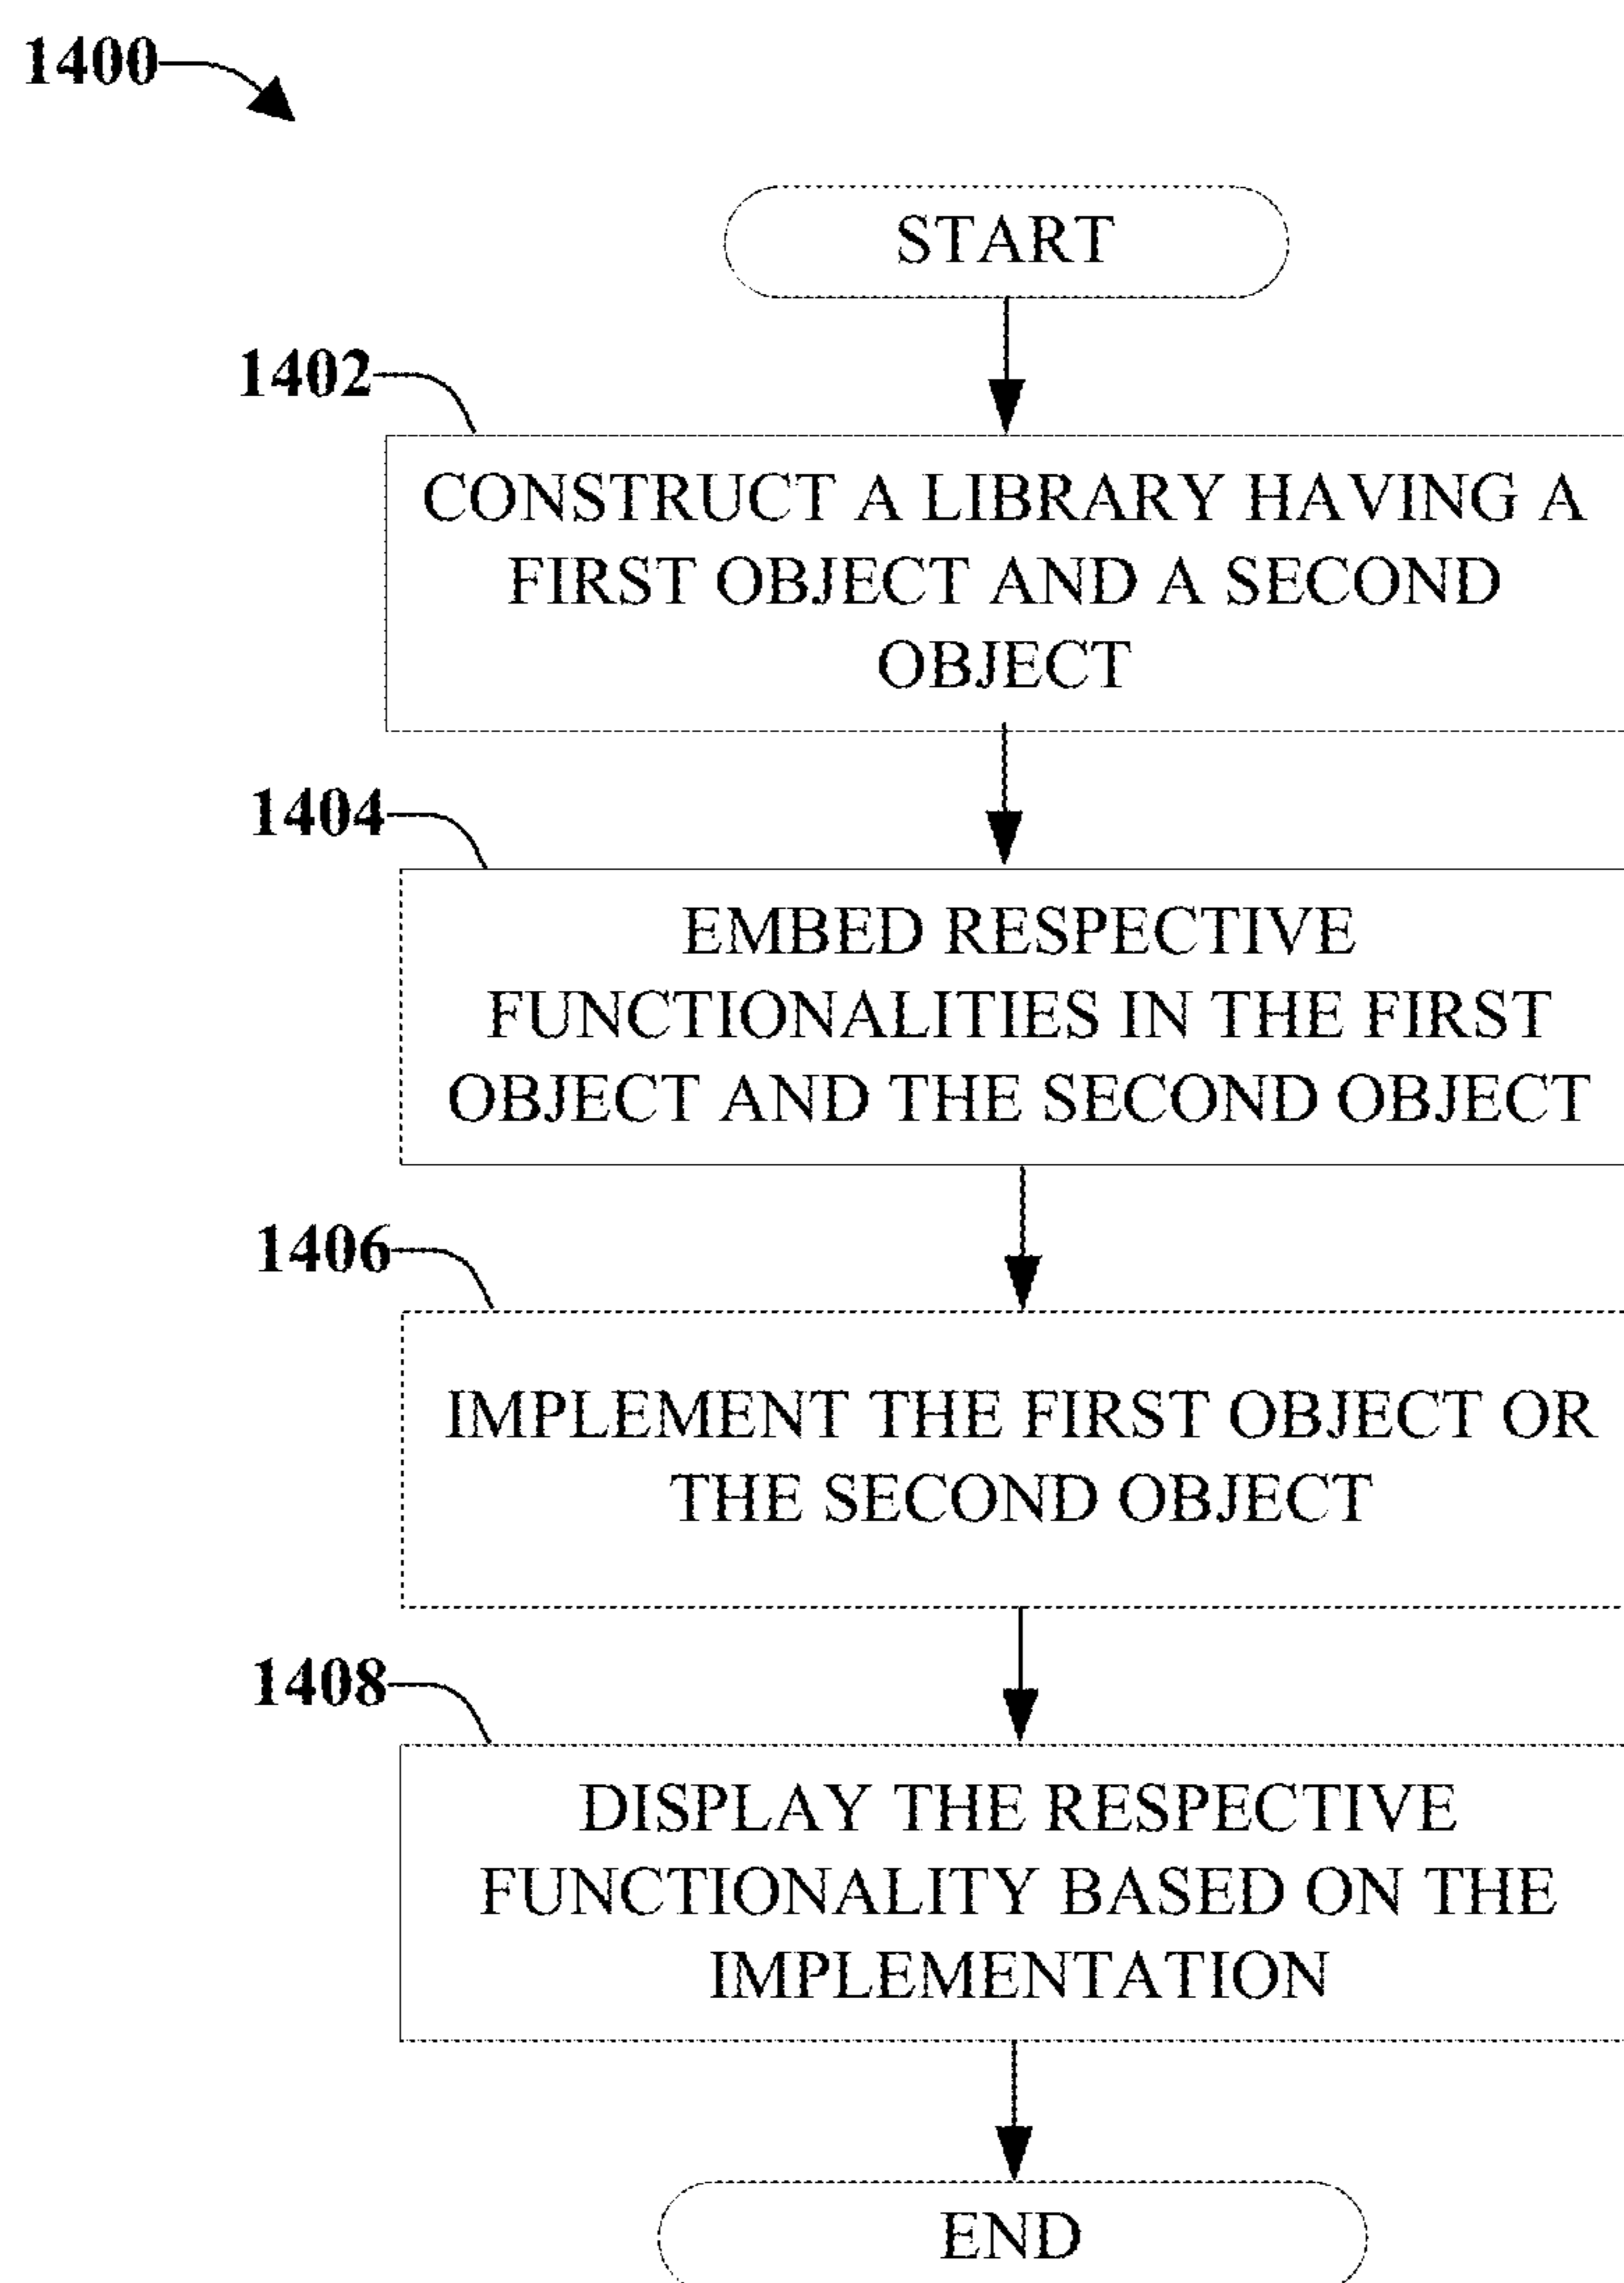 1400
START
1402
CONSTRUCT A LIBRARY HAVING A
FIRST OBJECT AND A SECOND
OBJECT
1404
EMBED RESPECTIVE
FUNCTIONALITIES IN THE FIRST
OBJECT AND THE SECOND OBJECT
1406
IMPLEMENT THE FIRST OBJECT OR
THE SECOND OBJECT
1408
DISPLAY THE RESPECTIVE
FUNCTIONALITY BASED ON THE
IMPLEMENTATION
END